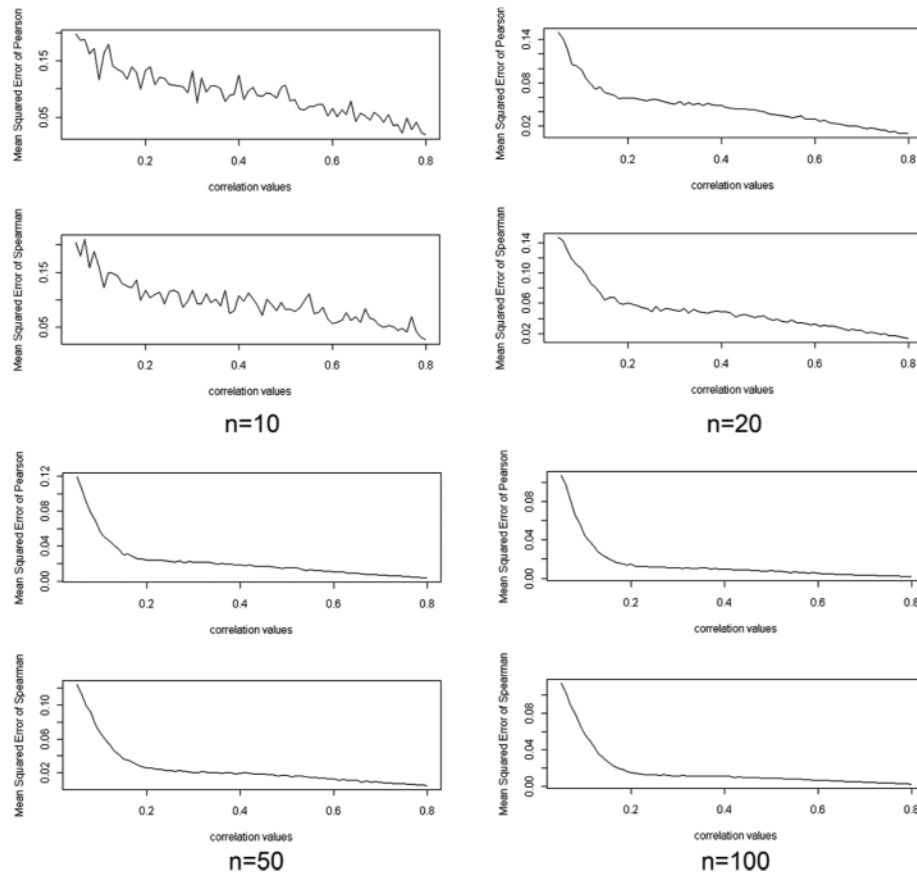 Mean Squared Error of Pearson
0.15
0.05
0.2 0.4 0.6 0.8
correlation values
Mean Squared Error of Pearson
0.14
0.08
0.02
0.2 0.4 0.6 0.8
correlation values
Mean Squared Error of Spearman
0.15
0.05
0.2 0.4 0.6 0.8
correlation values
Mean Squared Error of Spearman
0.14
0.10
0.06
0.02
0.2 0.4 0.6 0.8
correlation values
n=10
n=20
Mean Squared Error of Pearson
0.12
0.08
0.04
0.00
0.2 0.4 0.6 0.8
correlation values
Mean Squared Error of Pearson
0.08
0.04
0.00
0.2 0.4 0.6 0.8
correlation values
Mean Squared Error of Spearman
0.10
0.06
0.02
0.2 0.4 0.6 0.8
correlation values
Mean Squared Error of Spearman
0.08
0.04
0.00
0.2 0.4 0.6 0.8
correlation values
n=50
n=100